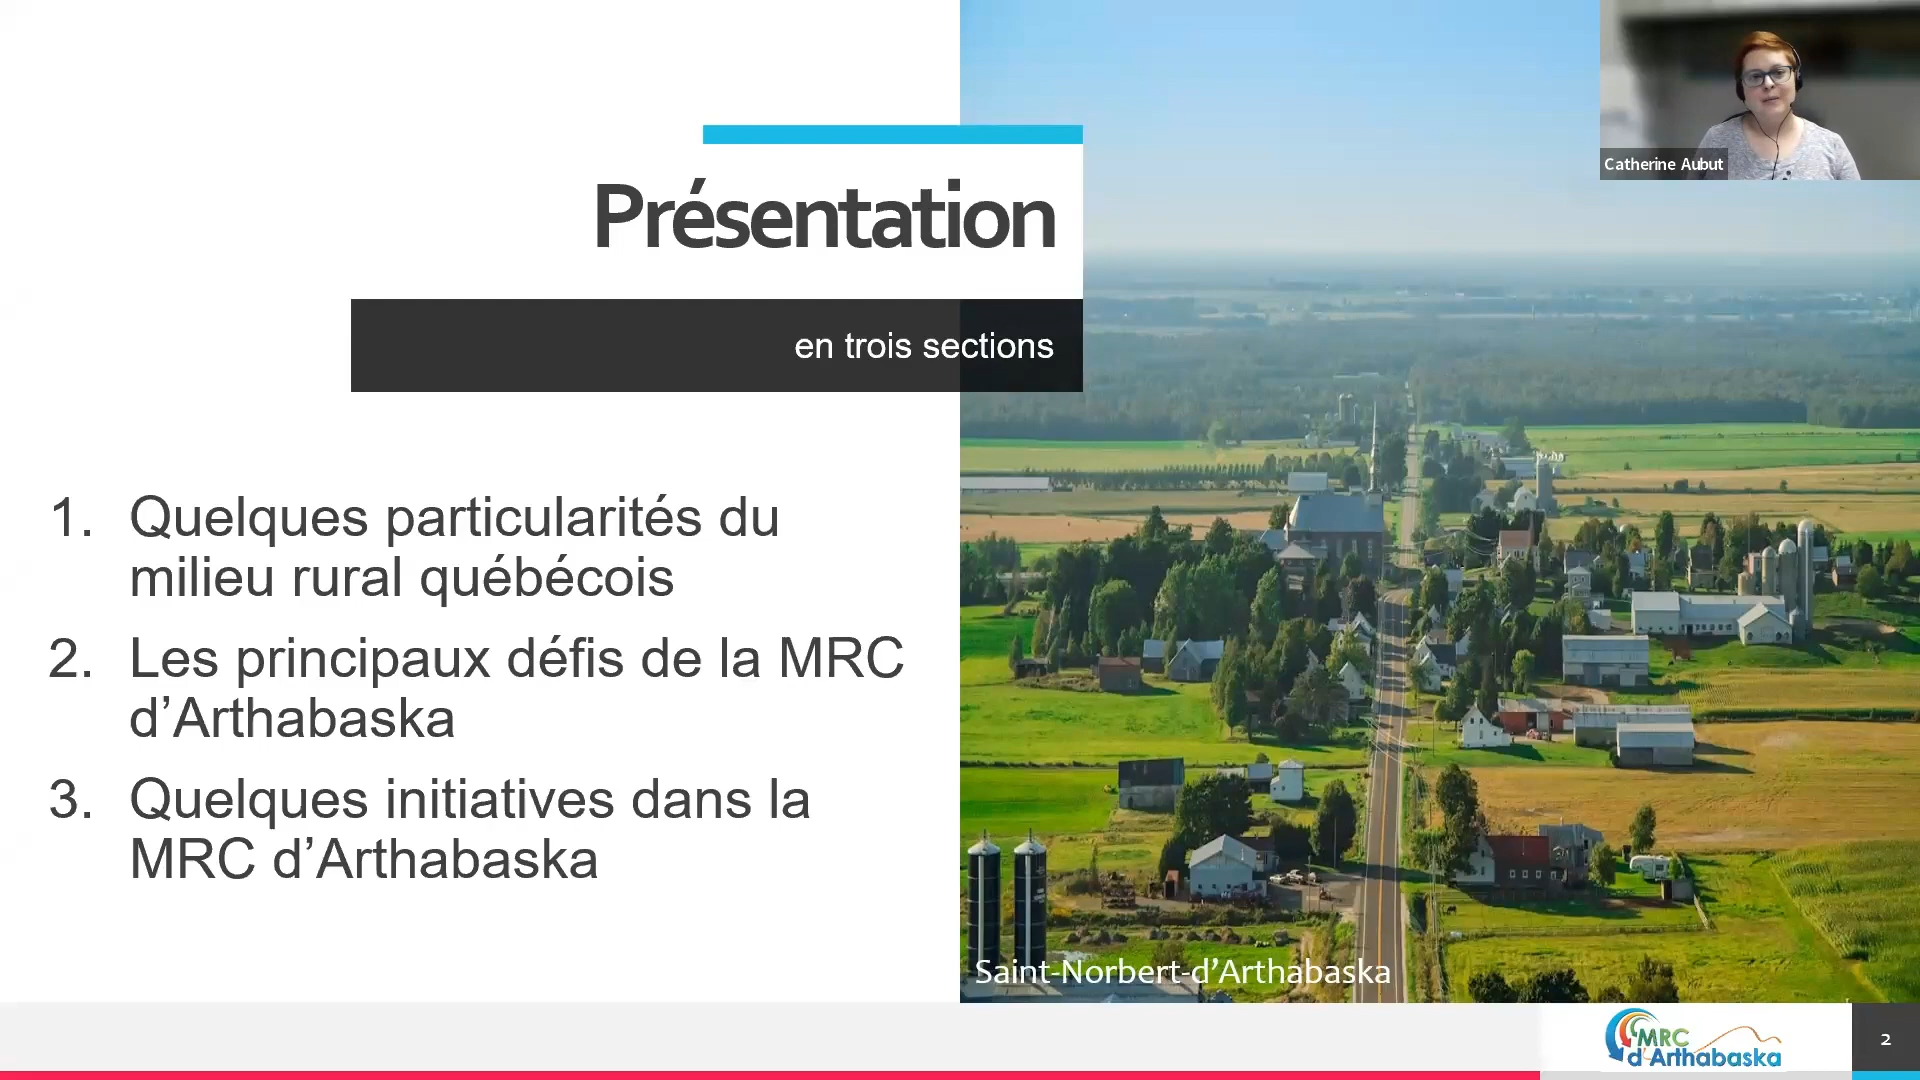 Catherine Aubut
Présentation
en trois sections
1. Quelques particularités du
milieu rural québécois
2. Les principaux défis de la MRC
d’Arthabaska
3. Quelques initiatives dans la
MRC d’Arthabaska
Saint-Norbert-d’Arthabaska
MRC
d'Arthabaska
2